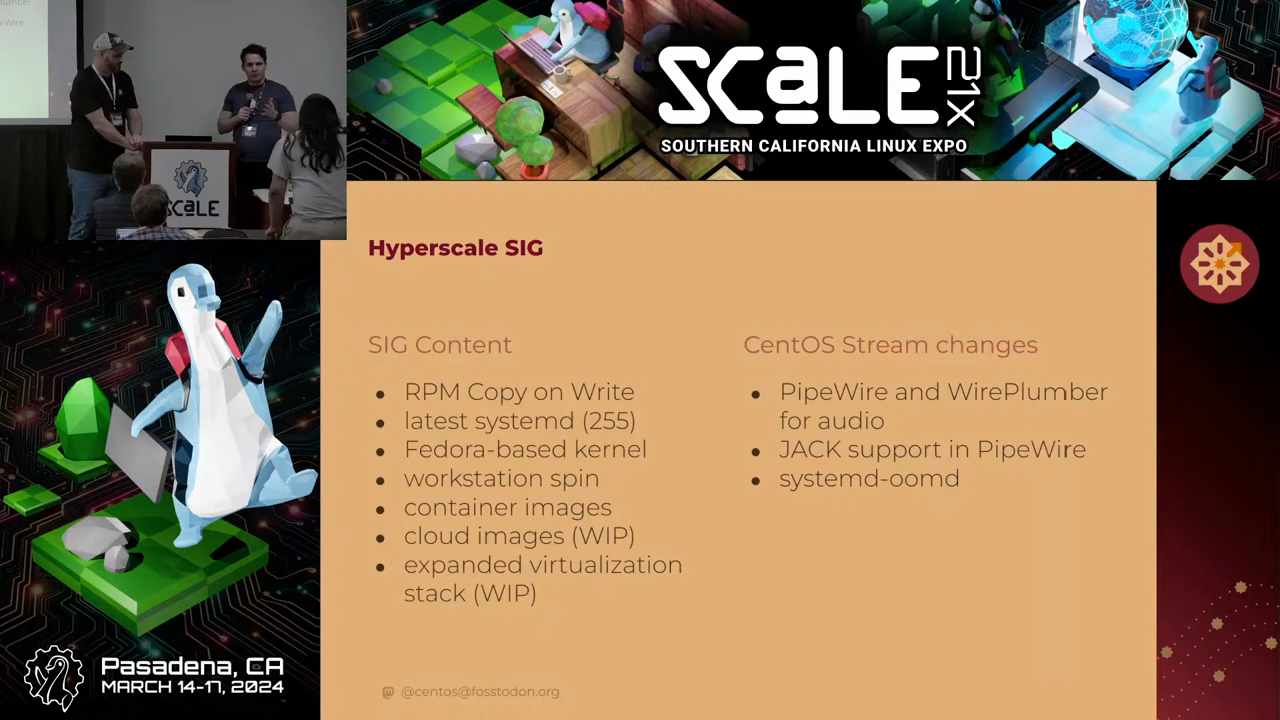 lumber
eWire
SCALE
SCaLE 21x
SOUTHERN CALIFORNIA LINUX EXPO
Hyperscale SIG
SIG Content
• RPM Copy on Write
• latest systemd (255)
• Fedora-based kernel
• workstation spin
• container images
• cloud images (WIP)
• expanded virtualization
stack (WIP)
CentOS Stream changes
• PipeWire and WirePlumber
for audio
• JACK support in PipeWire
• systemd-oomd
@centos@fosstodon.org
Pasadena, CA
MARCH 14-17, 2024